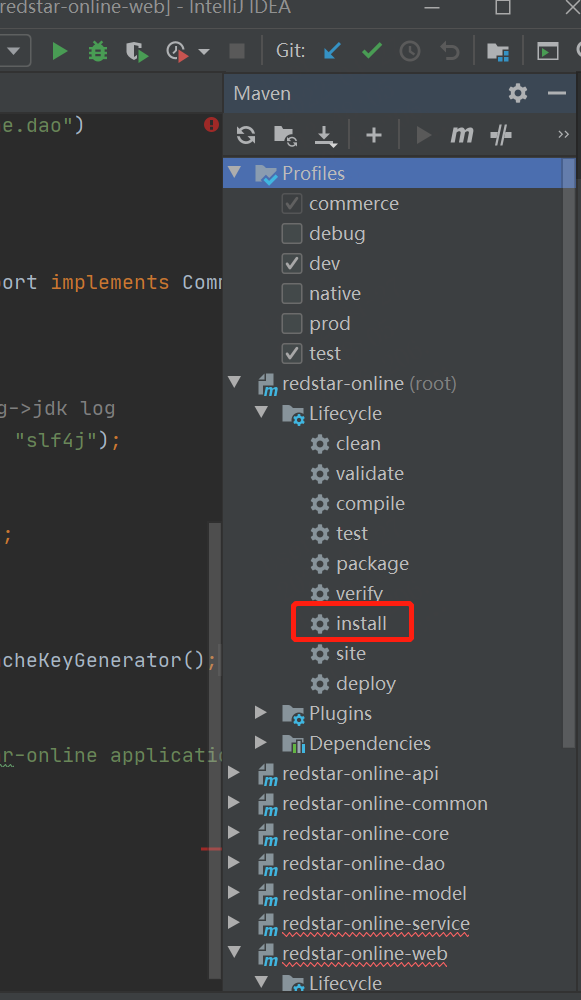 redstar-online-web] - IntelliJ IDEA
Git:
Maven
e.dao")
m
»
Profiles
commerce
debug
ort implements Comm
dev
native
prod
test
redstar-online (root)
g->jdk log
Lifecycle
"slf4j");
clean
validate
compile
;
test
package
verify
install
cheKeyGenerator();
site
deploy
Plugins
ar-online applicatio
Dependencies
redstar-online-api
redstar-online-common
redstar-online-core
redstar-online-dao
redstar-online-model
redstar-online-service
redstar-online-web
Lifecycle